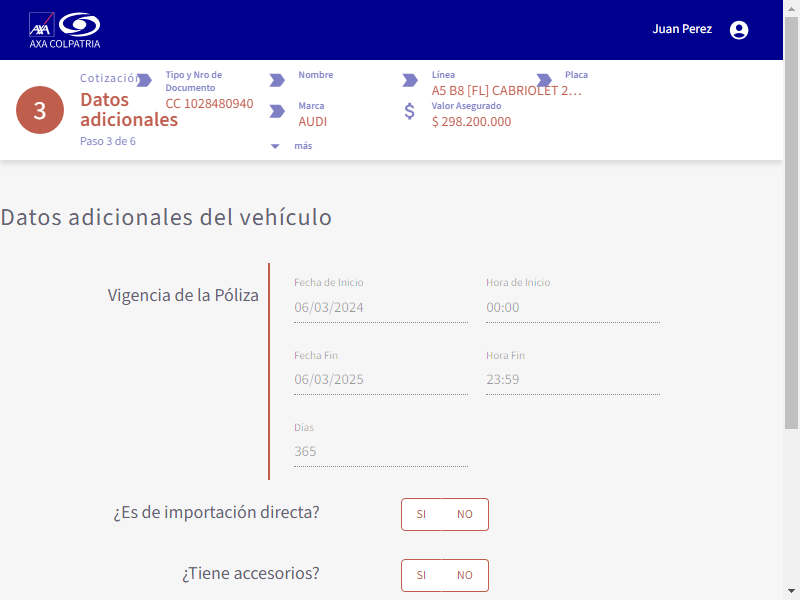 AXA
AXA COLPATRIA
Juan Perez
3
Cotización
Datos
adicionales
Paso 3 de 6
Tipo y Nro de
Documento
CC 1028480940
Nombre
Marca
AUDI
más
Línea
A5 B8 [FL] CABRIOLET 2…
Valor Asegurado
$ 298.200.000
Placa
Datos adicionales del vehículo
Vigencia de la Póliza
Fecha de Inicio
06/03/2024
Hora de Inicio
00:00
Fecha Fin
06/03/2025
Hora Fin
23:59
Días
365
¿Es de importación directa?
SI NO
¿Tiene accesorios?
SI NO